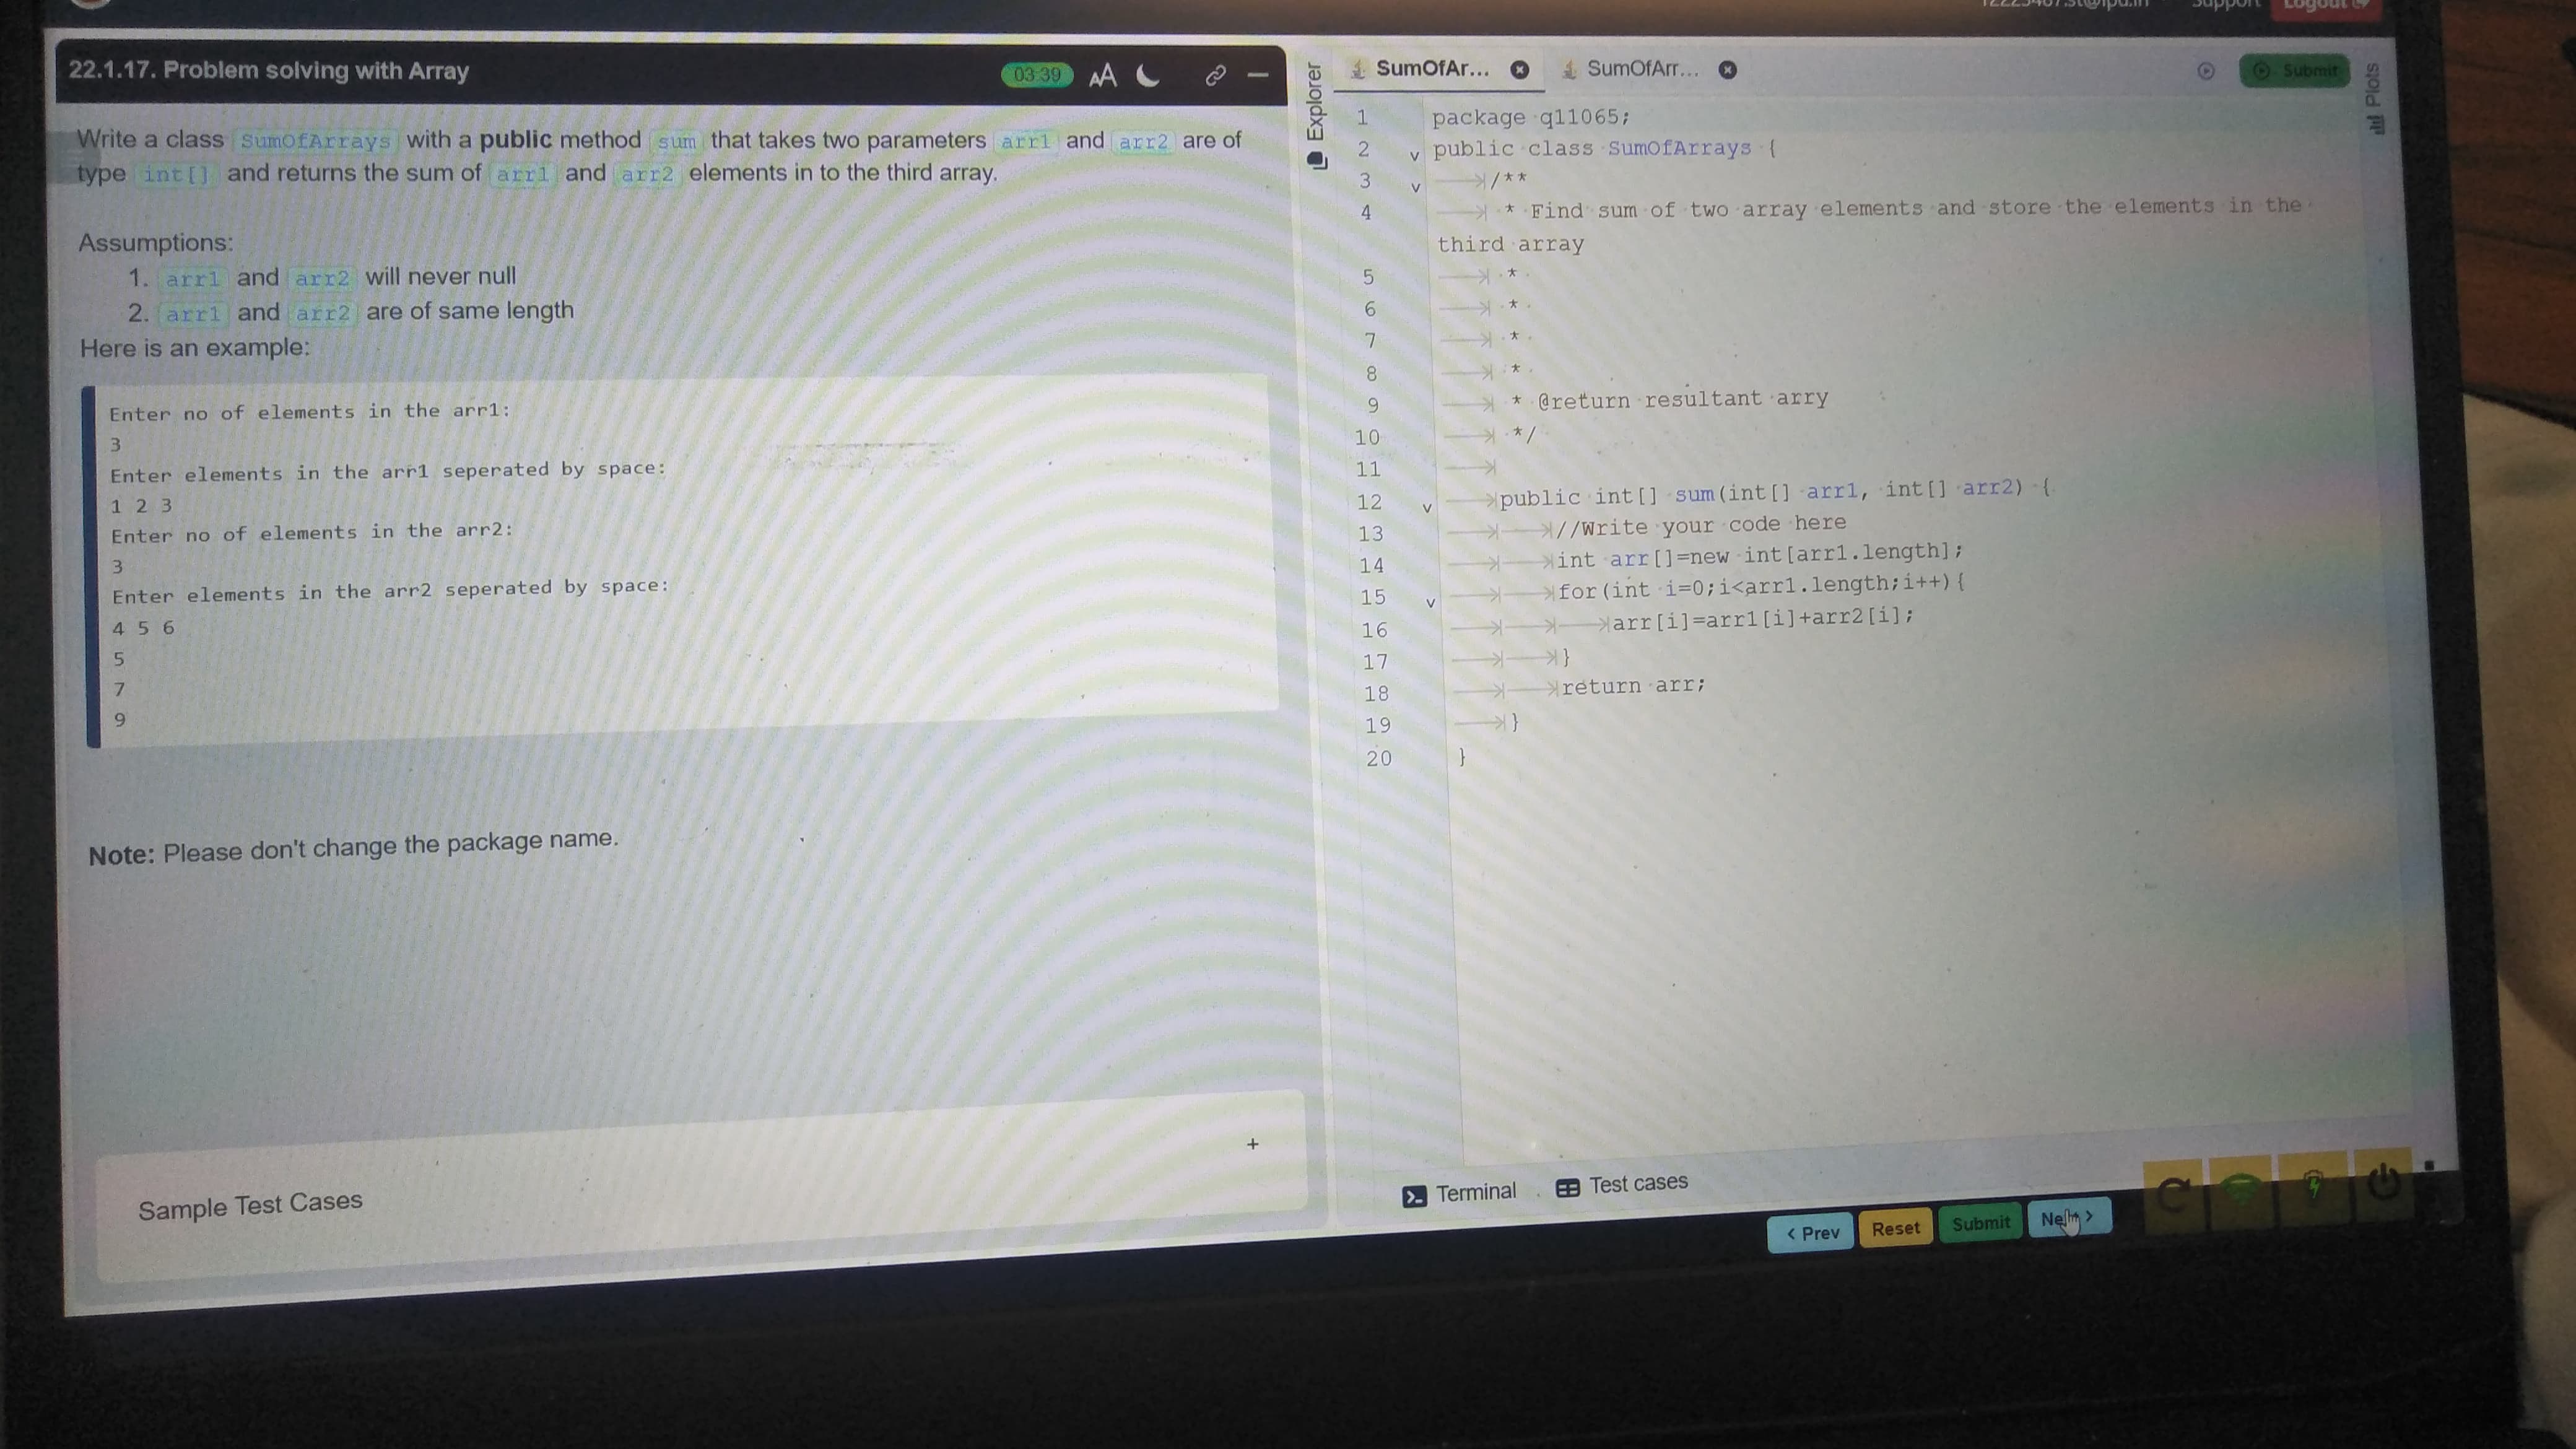 Support
Logout
22.1.17. Problem solving with Array
03:39
AA
Write a class SumOfArrays with a public method sum that takes two parameters arr1 and arr2 are of
type int[] and returns the sum of arr1 and arr2 elements in to the third array.
Assumptions:
1. arr1 and arr2 will never null
2. arr1 and arr2 are of same length
Here is an example:
Enter no of elements in the arr1:
3
Enter elements in the arr1 seperated by space:
1 2 3
Enter no of elements in the arr2:
3
Enter elements in the arr2 seperated by space:
4 5 6
5
7
9
Note: Please don't change the package name.
Sample Test Cases
+
Explorer
SumOfAr...
SumOfArr...
Submit
Plots
1 package q11065;
2 public class SumOfArrays {
3 /**
4 * Find sum of two array elements and store the elements in the
third array
5 *
6 *
7 *
8 *
9 * @return resultant arry
10 */
11
12 public int[] sum(int[] arr1, int[] arr2) {
13 //Write your code here
14 int arr[]=new int[arr1.length];
15 for(int i=0;i<arr1.length;i++){
16 arr[i]=arr1[i]+arr2[i];
17 }
18 return arr;
19 }
20 }
Terminal
Test cases
< Prev
Reset
Submit